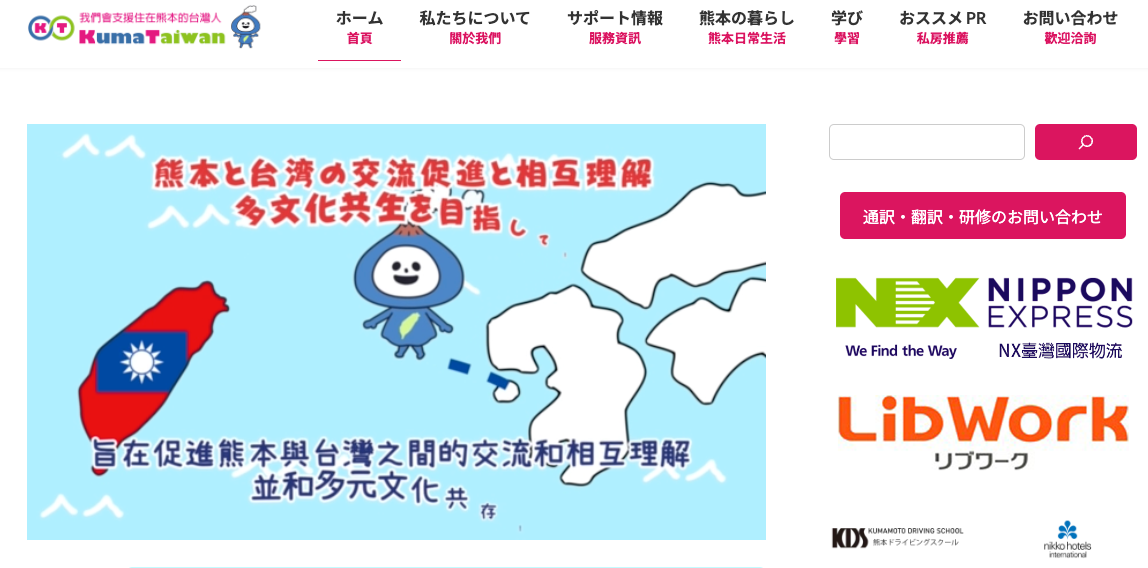 K T
我們會支援住在熊本的台灣人
KumaTaiwan
ホーム
首頁
私たちについて
關於我們
サポート情報
服務資訊
熊本の暮らし
熊本日常生活
学び
學習
おススメ PR
私房推薦
お問い合わせ
歡迎洽詢
熊本と台湾の交流促進と相互理解
多文化共生を目指して
旨在促進熊本與台灣之間的交流和相互理解
並和多元文化共存
通訳・翻訳・研修のお問い合わせ
NX NIPPON
EXPRESS
We Find the Way NX臺灣國際物流
LibWork
リブワーク
KDS KUMAMOTO DRIVING SCHOOL
熊本ドライビングスクール
nikko hotels
international